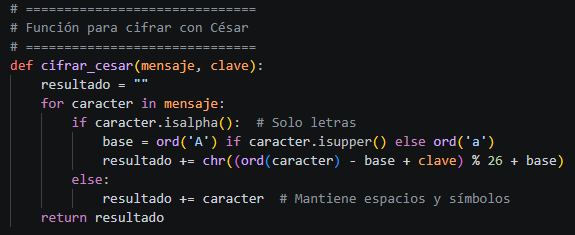 # ==============================
# Función para cifrar con César
# ==============================
def cifrar_cesar(mensaje, clave):
    resultado = ""
    for caracter in mensaje:
        if caracter.isalpha():  # Solo letras
            base = ord('A') if caracter.isupper() else ord('a')
            resultado += chr((ord(caracter) - base + clave) % 26 + base)
        else:
            resultado += caracter  # Mantiene espacios y símbolos
    return resultado